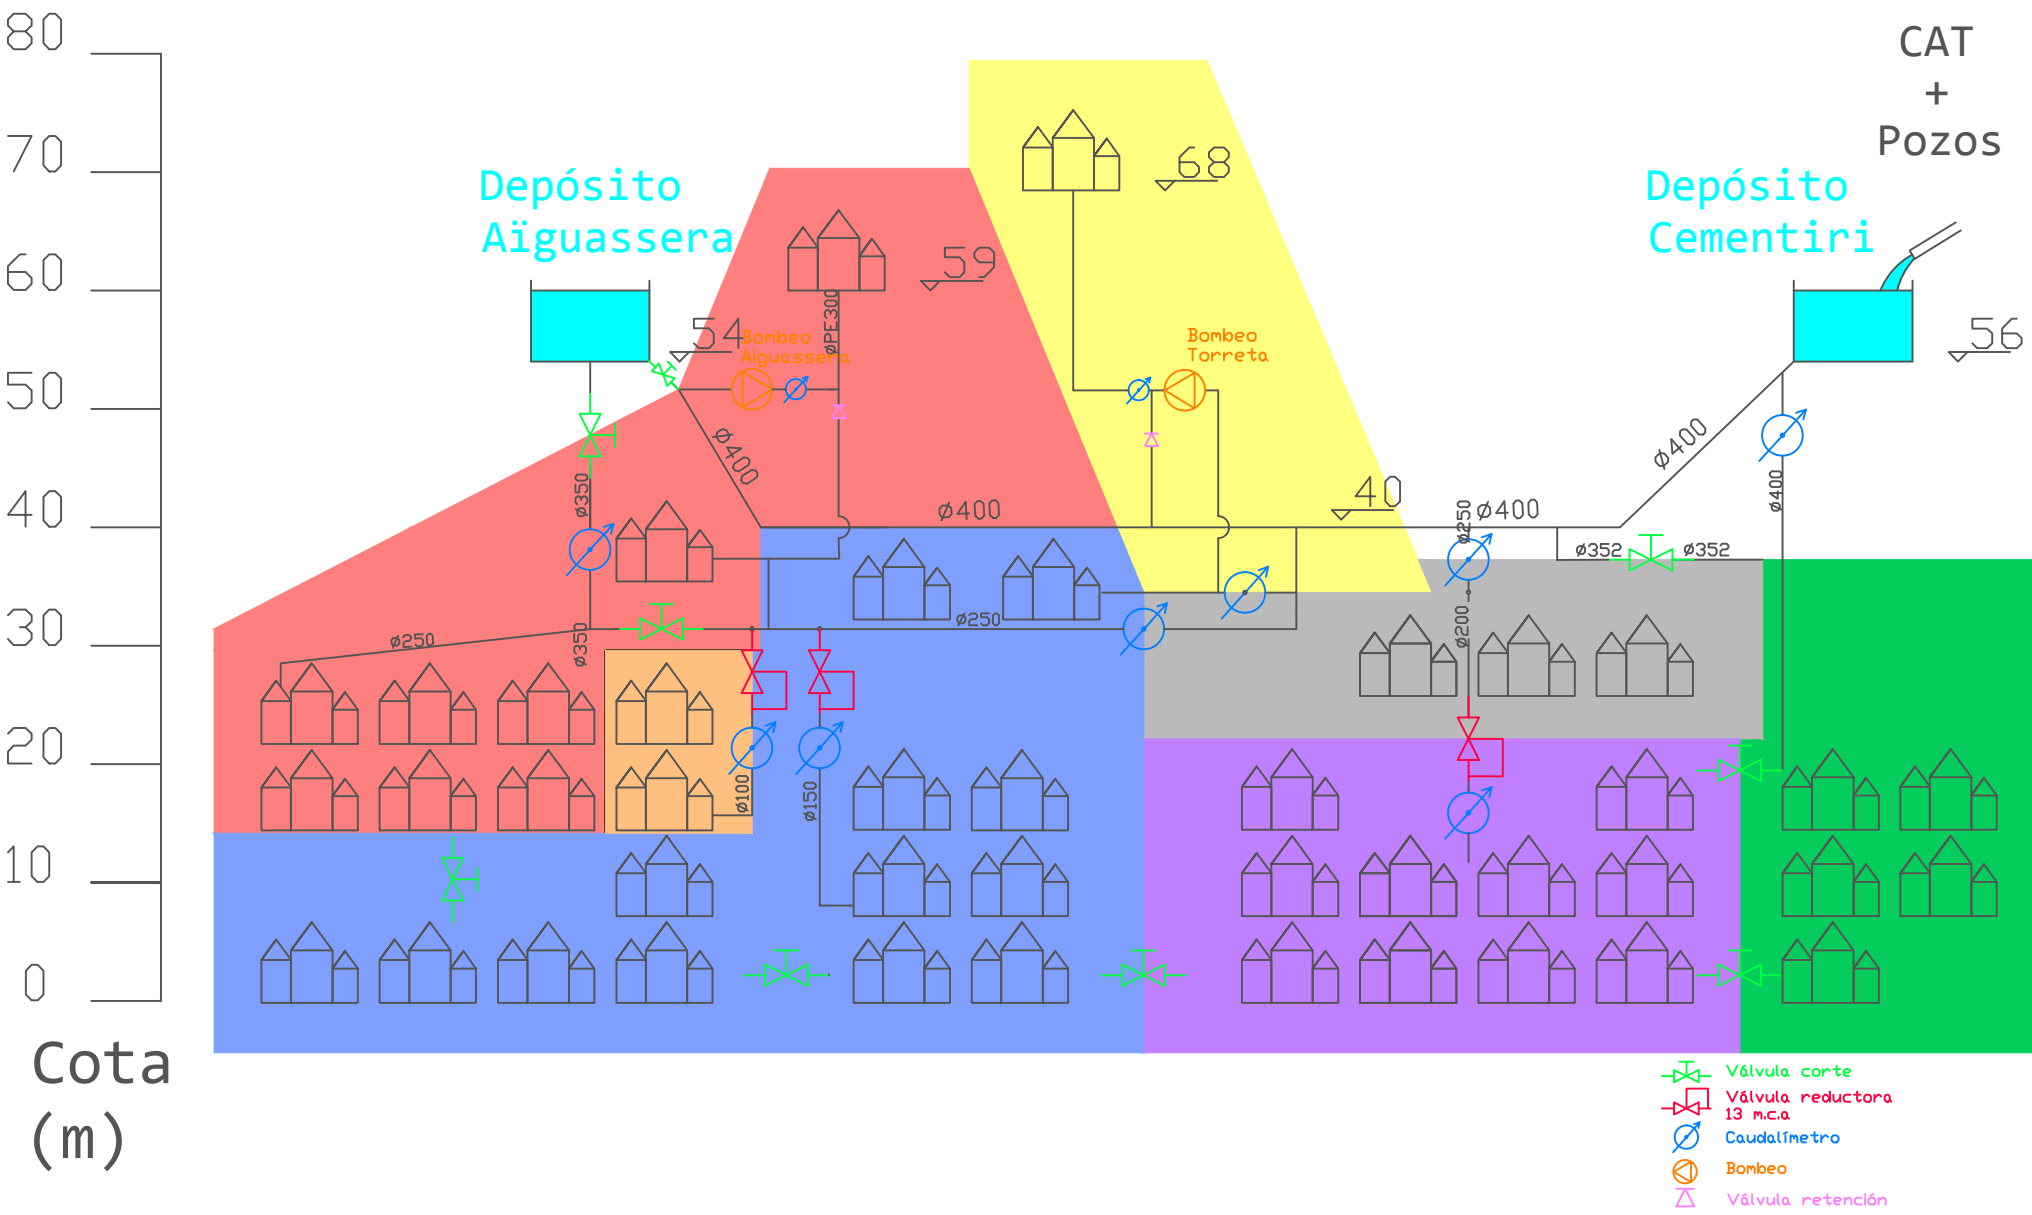 80
CAT
+
Pozos
70
68
Depósito
Aïguassera
Depósito
Cementiri
60
59
54
56
øPE300
Bombeo
Aïguassera
Bombeo
Torreta
50
ø400
ø400
ø350
ø400
40
40
ø400
ø250
ø400
ø352
ø352
30
ø250
ø350
ø250
ø200
20
ø100
ø150
10
0
Cota
(m)
Válvula corte
Válvula reductora
13 m.c.a
Caudalímetro
Bombeo
Válvula retención